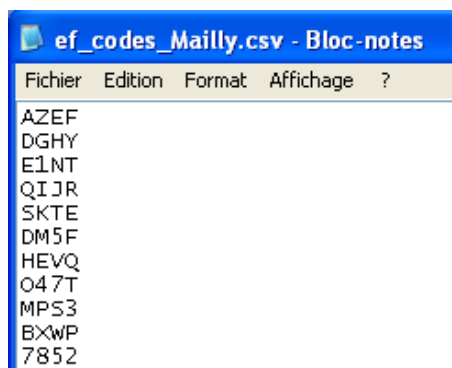 ef_codes_Mailly.csv - Bloc-notes
Fichier Edition Format Affichage ?
AZEF
DGHY
E1NT
QIJR
SKTE
DM5F
HEVQ
O47T
MPS3
BXWP
7852